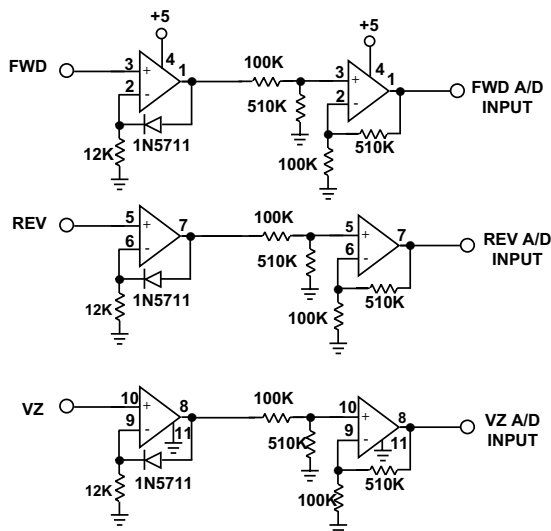 +5
+5
FWD
3
+
4
1
2
-
100K
510K
3
+
4
1
2
-
FWD A/D
INPUT
1N5711
12K
510K
100K
REV
5
+
7
6
-
100K
510K
5
+
7
6
-
REV A/D
INPUT
1N5711
12K
510K
100K
VZ
10
+
8
9
-
11
100K
510K
10
+
8
9
-
11
VZ A/D
INPUT
1N5711
12K
510K
100K